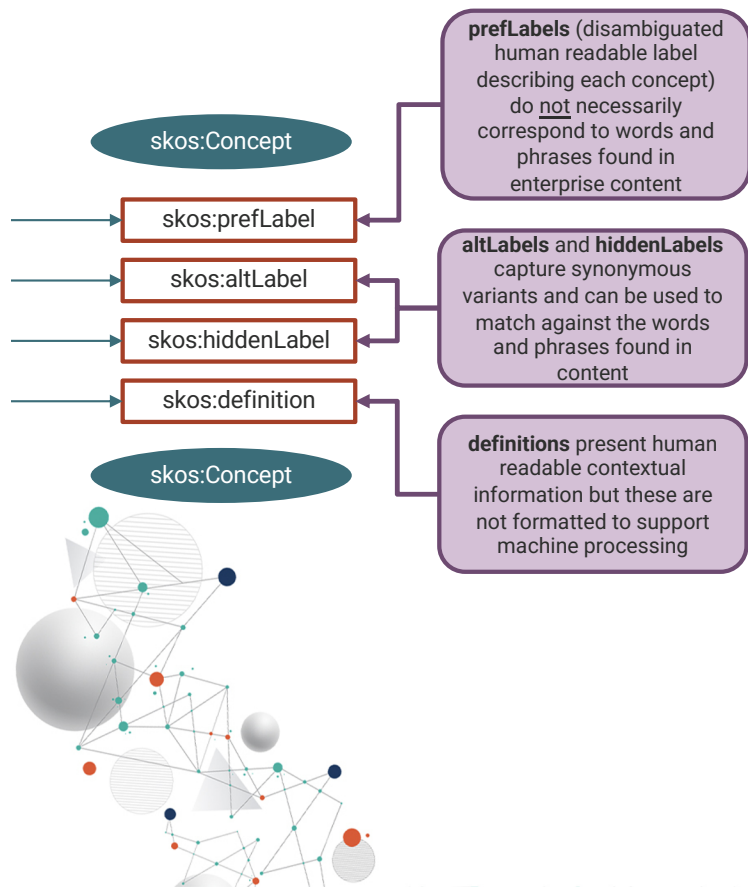 skos:Concept
skos:prefLabel
skos:altLabel
skos:hiddenLabel
skos:definition
skos:Concept
prefLabels (disambiguated
human readable label
describing each concept)
do not necessarily
correspond to words and
phrases found in
enterprise content
altLabels and hiddenLabels
capture synonymous
variants and can be used to
match against the words
and phrases found in
content
definitions present human
readable contextual
information but these are
not formatted to support
machine processing